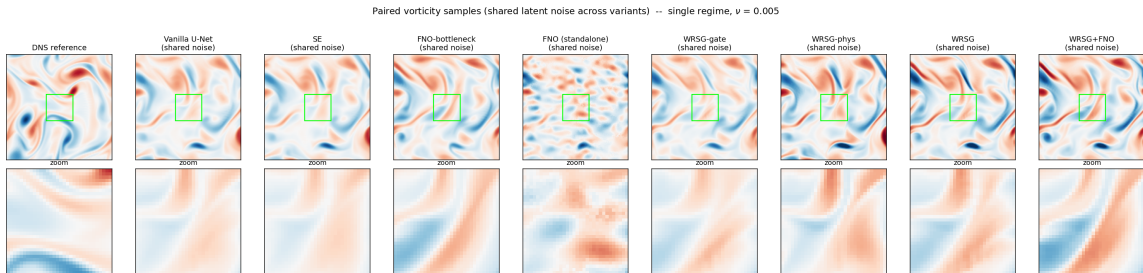 Paired vorticity samples (shared latent noise across variants) -- single regime, ν = 0.005
DNS reference
Vanilla U-Net
(shared noise)
SE
(shared noise)
FNO-bottleneck
(shared noise)
FNO (standalone)
(shared noise)
WRSG-gate
(shared noise)
WRSG-phys
(shared noise)
WRSG
(shared noise)
WRSG+FNO
(shared noise)
zoom
zoom
zoom
zoom
zoom
zoom
zoom
zoom
zoom